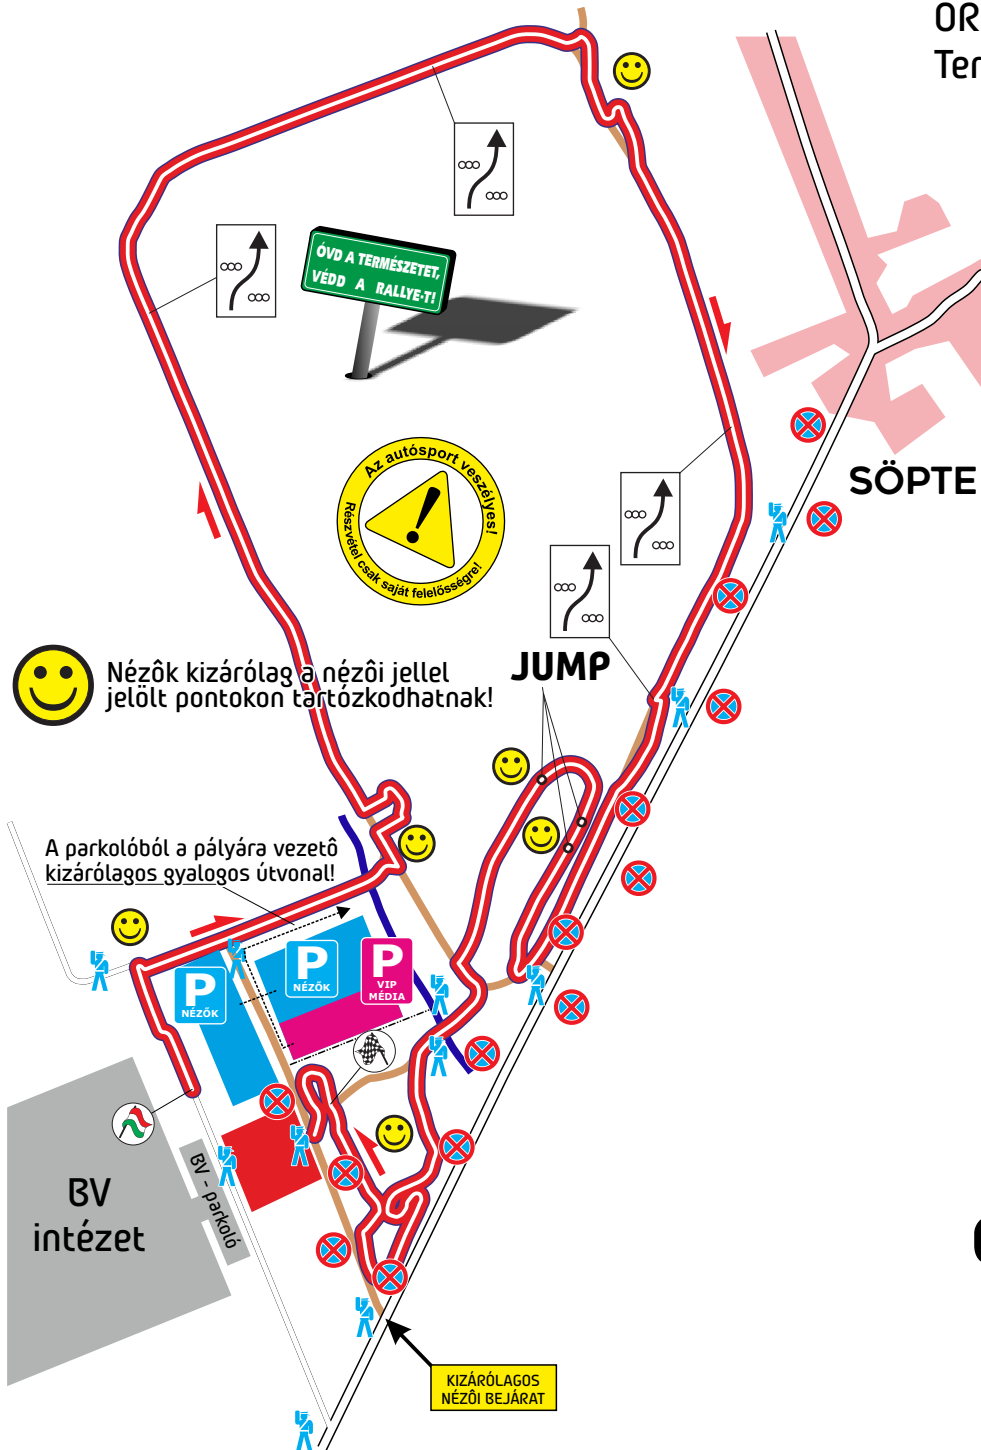 OR
Ter
ÓVD A TERMÉSZETET,
VÉDD A RALLYE-T!
Az autósport veszélyes!
Részvétel csak saját felelősségre!
SÖPTE
JUMP
Nézôk kizárólag a nézôi jellel
jelölt pontokon tartózkodhatnak!
A parkolóból a pályára vezetô
kizárólagos gyalogos útvonal!
P
NÉZŐK
P
NÉZŐK
P
VIP
MÉDIA
BV - parkoló
BV
intézet
KIZÁRÓLAGOS
NÉZÔI BEJÁRAT